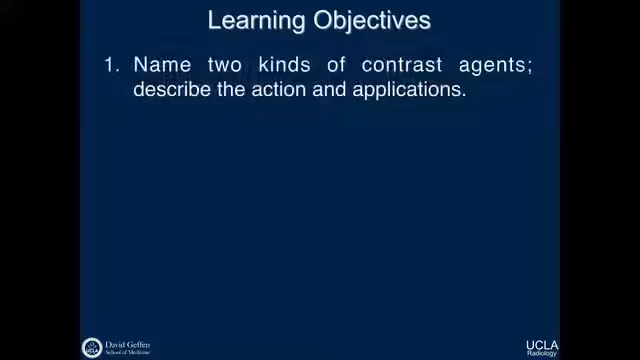 Learning Objectives
1. Name two kinds of contrast agents;
describe the action and applications.
UCLA
David Geffen
School of Medicine
UCLA
Radiology